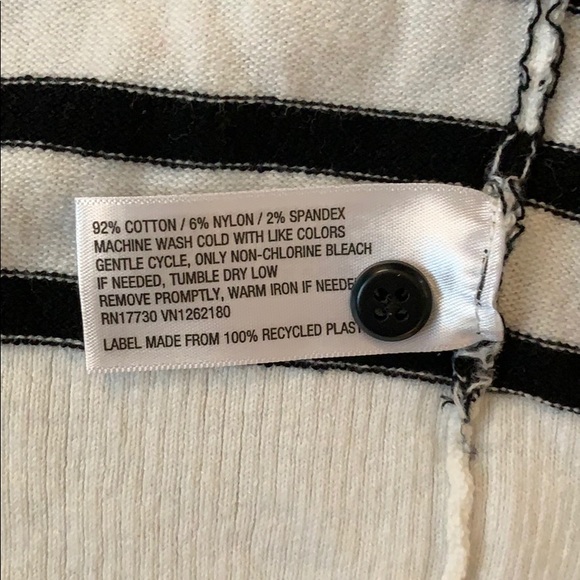 92% COTTON / 6% NYLON / 2% SPANDEX
MACHINE WASH COLD WITH LIKE COLORS
GENTLE CYCLE, ONLY NON-CHLORINE BLEACH
IF NEEDED, TUMBLE DRY LOW
REMOVE PROMPTLY, WARM IRON IF NEEDE
RN17730 VN1262180
LABEL MADE FROM 100% RECYCLED PLAS